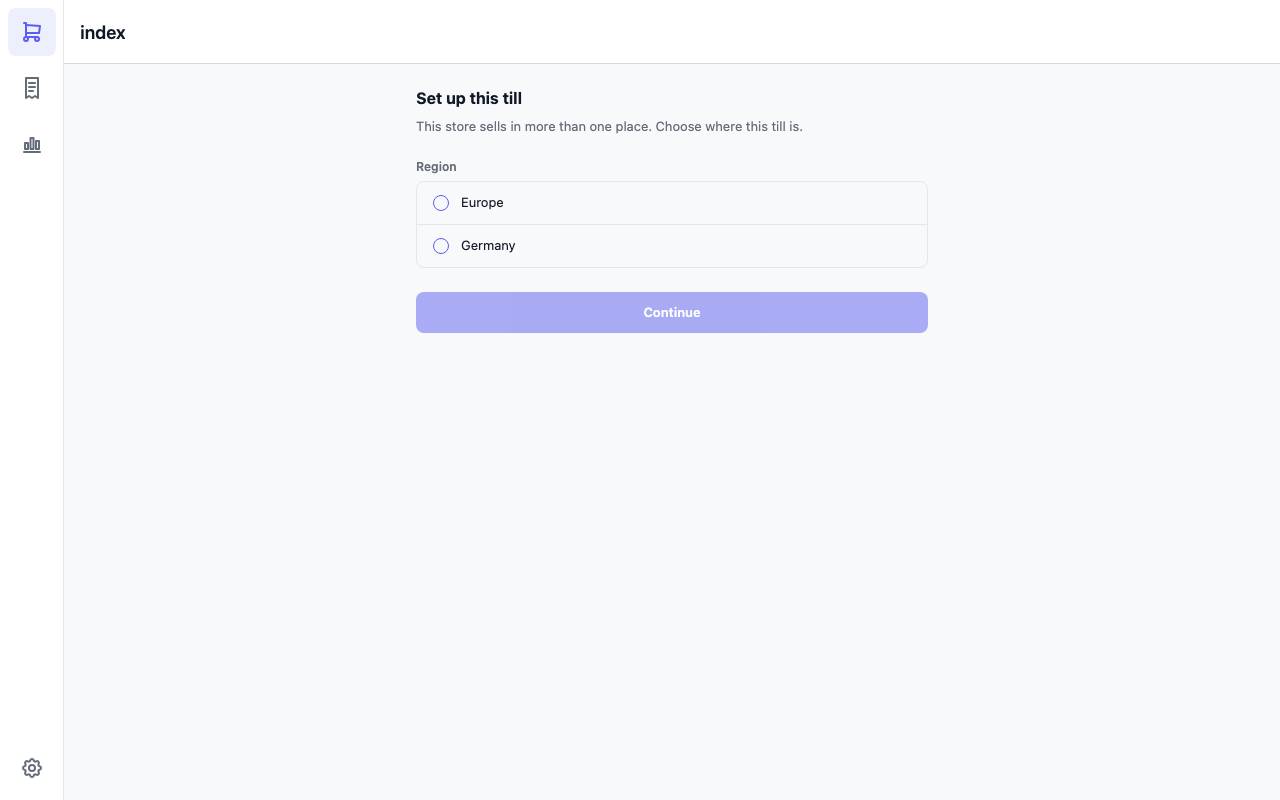 index
Set up this till
This store sells in more than one place. Choose where this till is.
Region
Europe
Germany
Continue